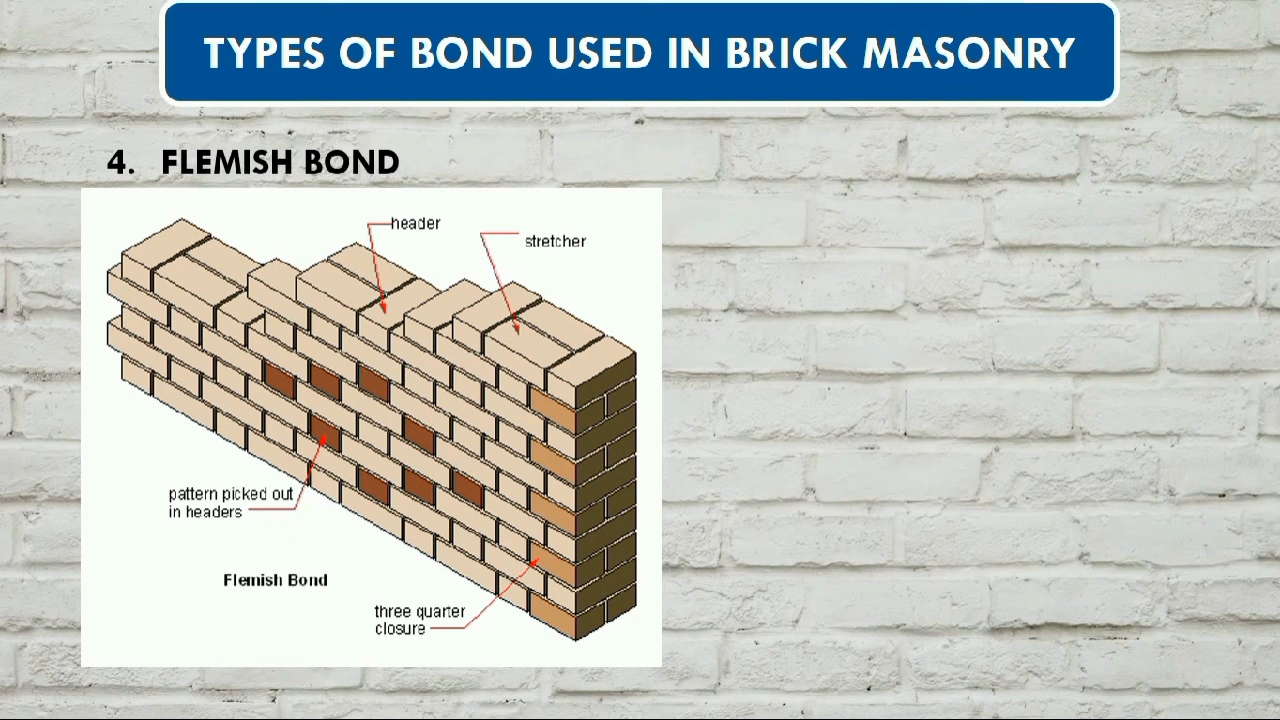 TYPES OF BOND USED IN BRICK MASONRY
4. FLEMISH BOND
header
stretcher
pattern picked out
in headers
Flemish Bond
three quarter
closure